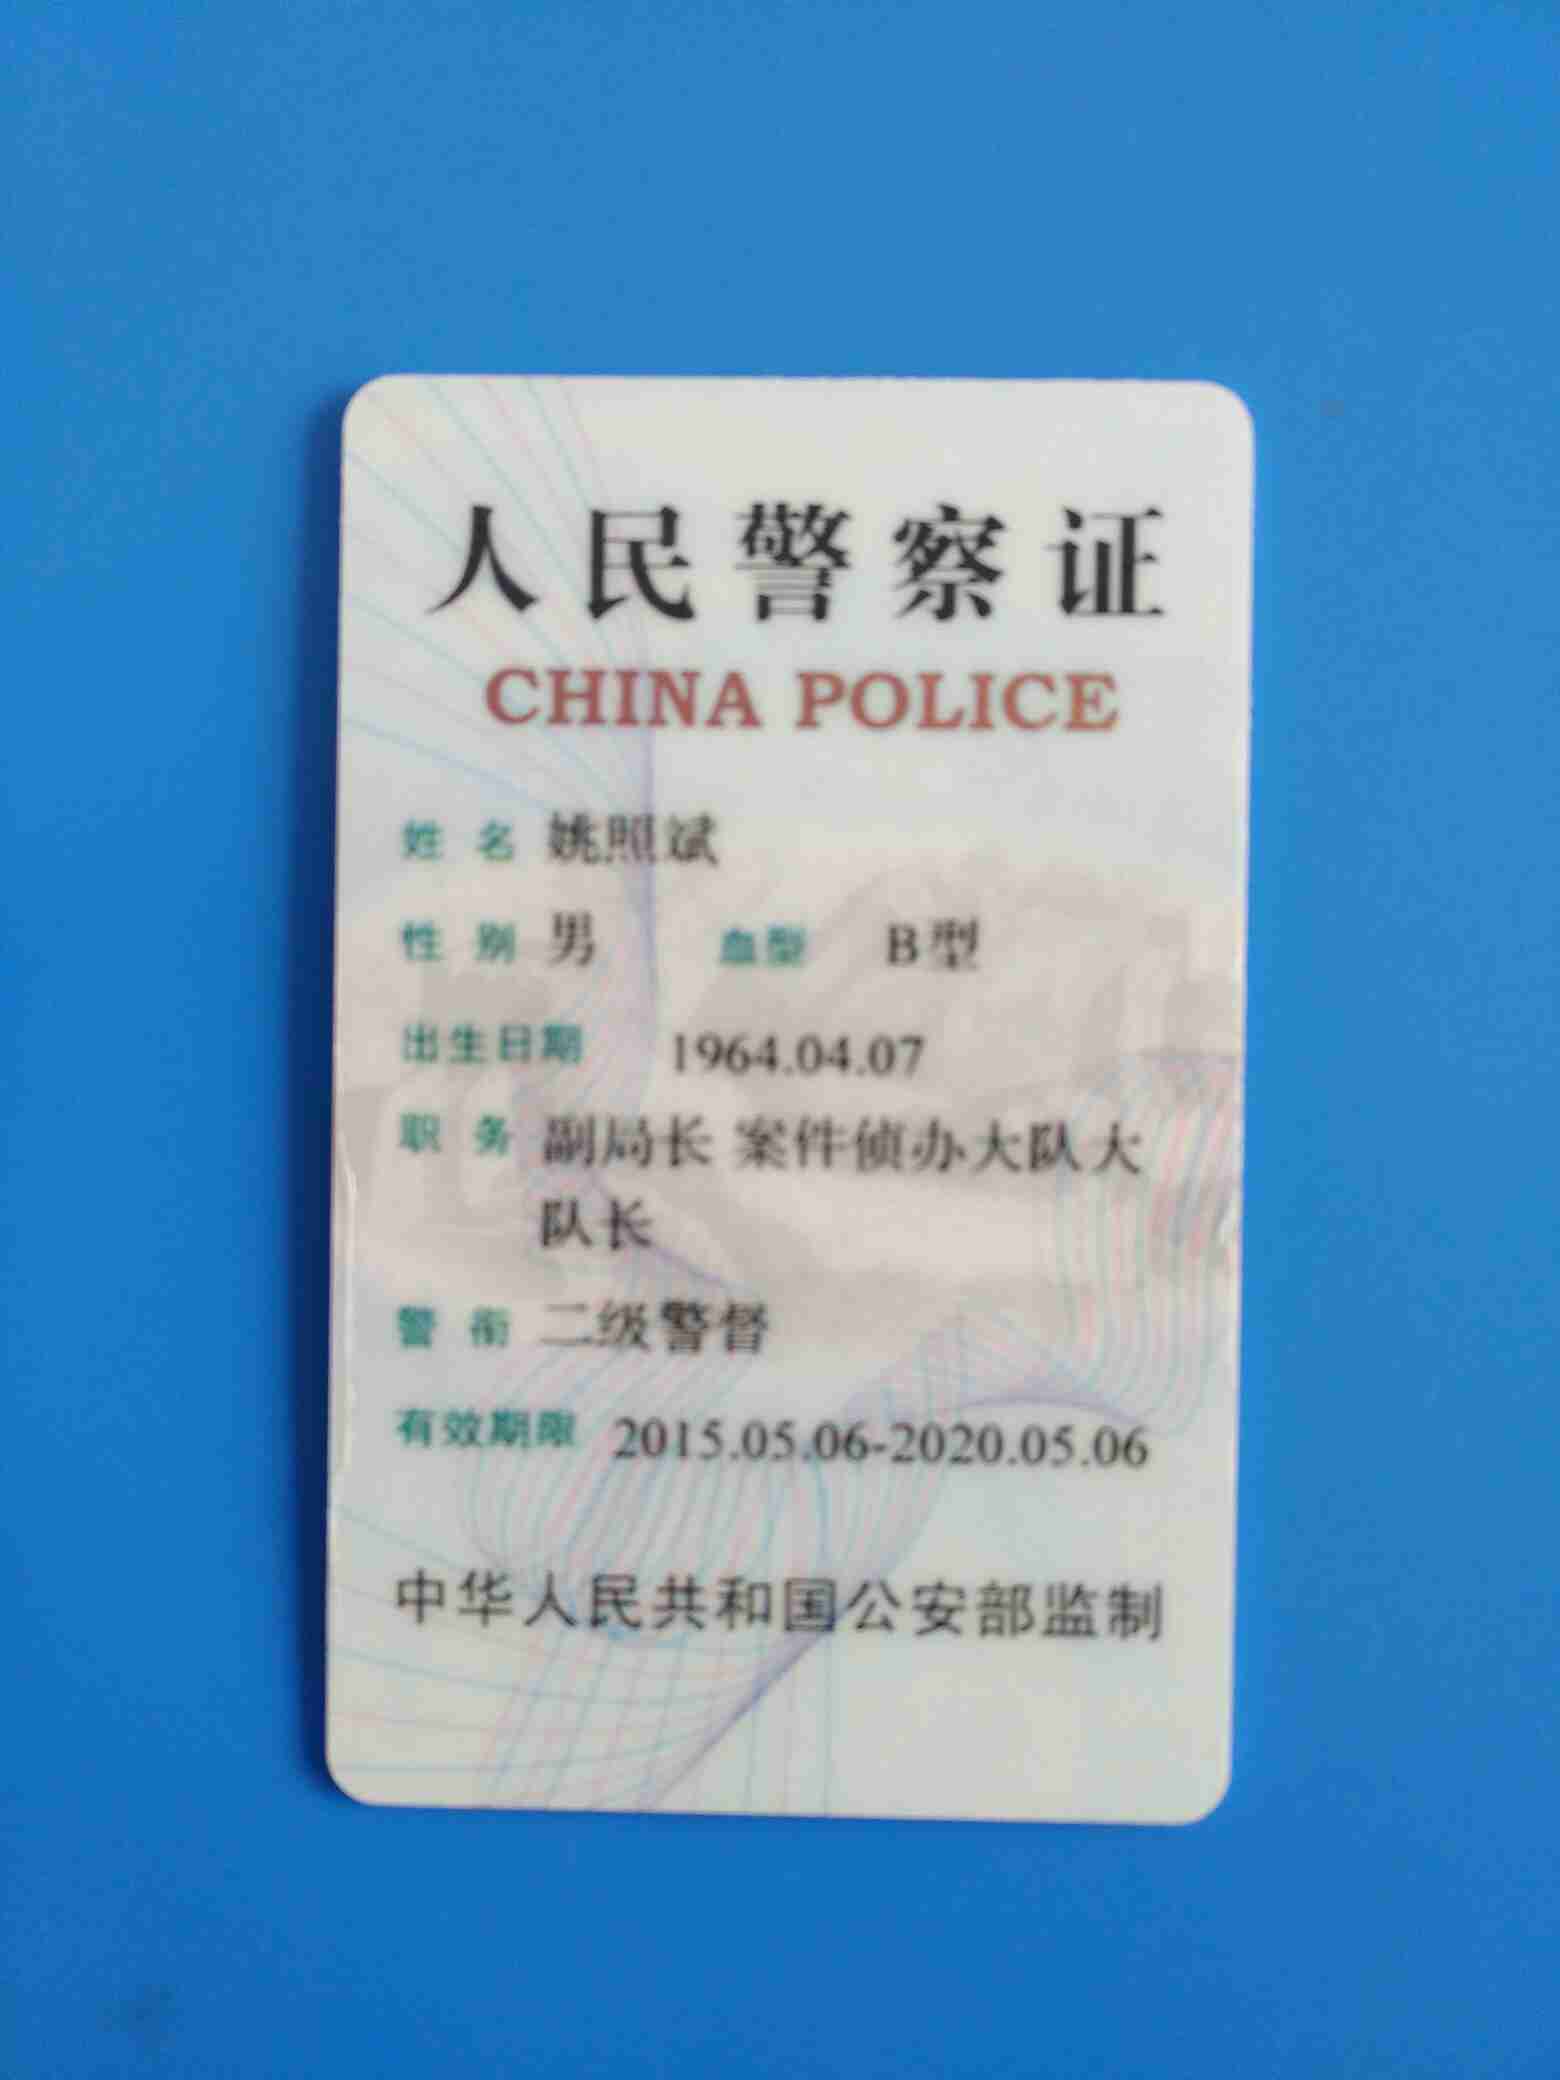 人民警察证
CHINA POLICE
姓 名 姚照斌
性 别 男 血型 B型
出生日期 1964.04.07
职 务 副局长 案件侦办大队大
队长
警 衔 二级警督
有效期限 2015.05.06-2020.05.06
中华人民共和国公安部监制